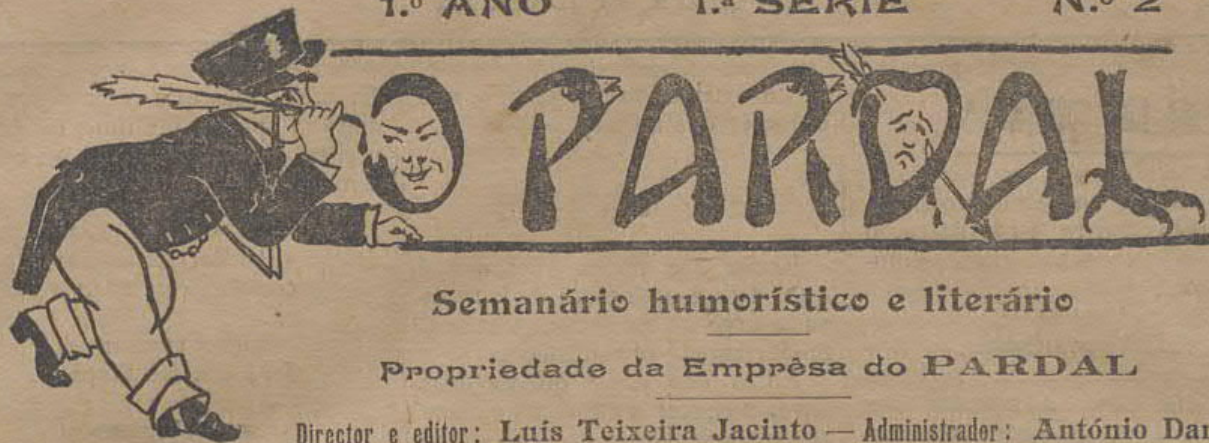 1.º ANO 1.ª SÉRIE N.º 2
O PARDAL
Semanário humorístico e literário
Propriedade da Emprêsa do PARDAL
Director e editor: Luís Teixeira Jacinto — Administrador: António